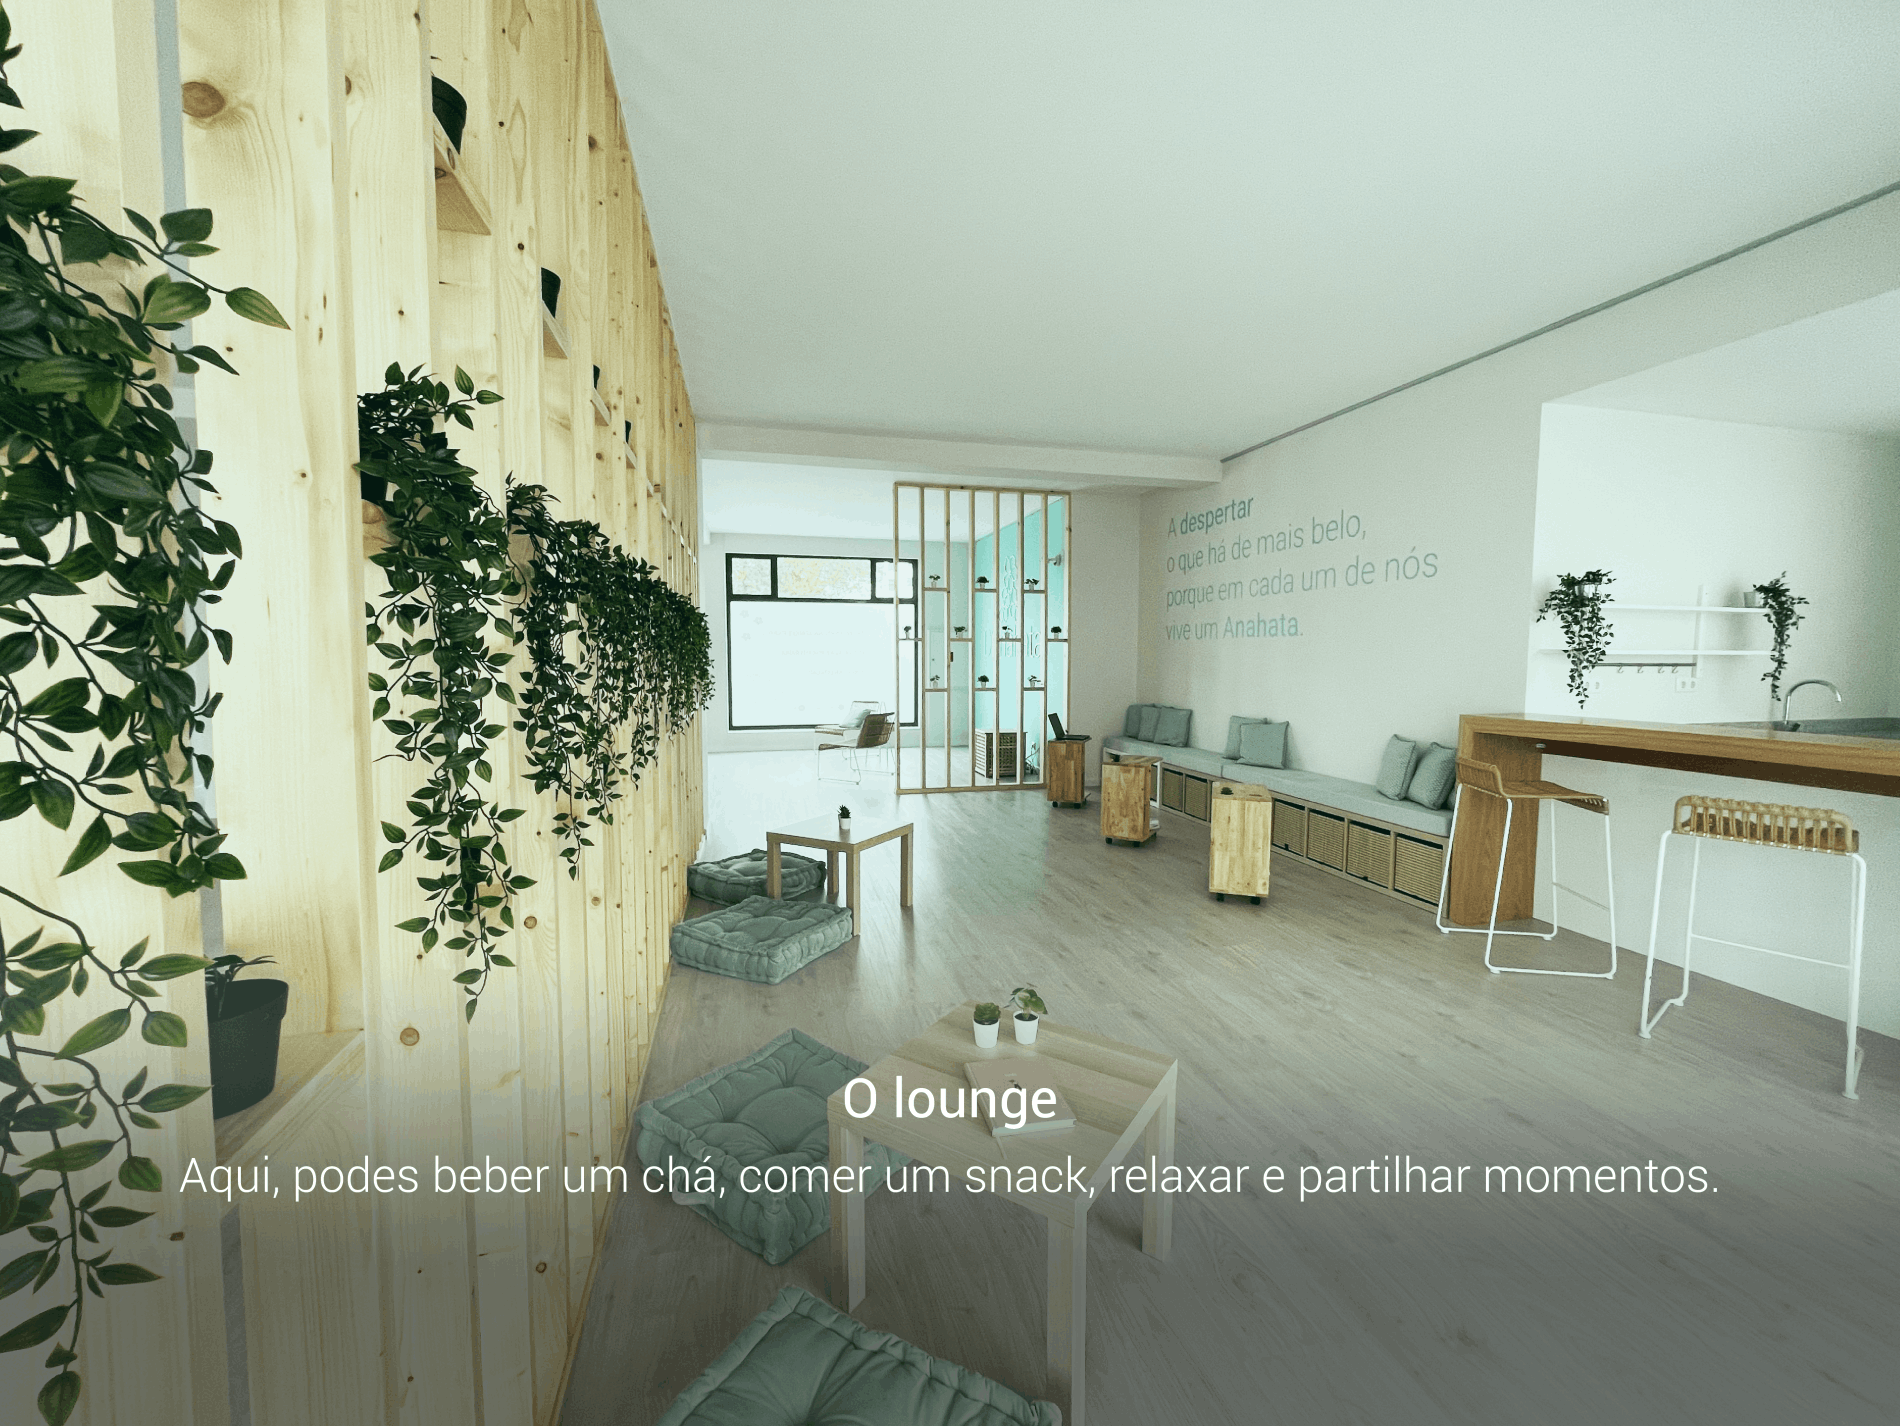 A despertar
o que há de mais belo,
porque em cada um de nós
vive um Anahata.
O lounge
Aqui, podes beber um chá, comer um snack, relaxar e partilhar momentos.